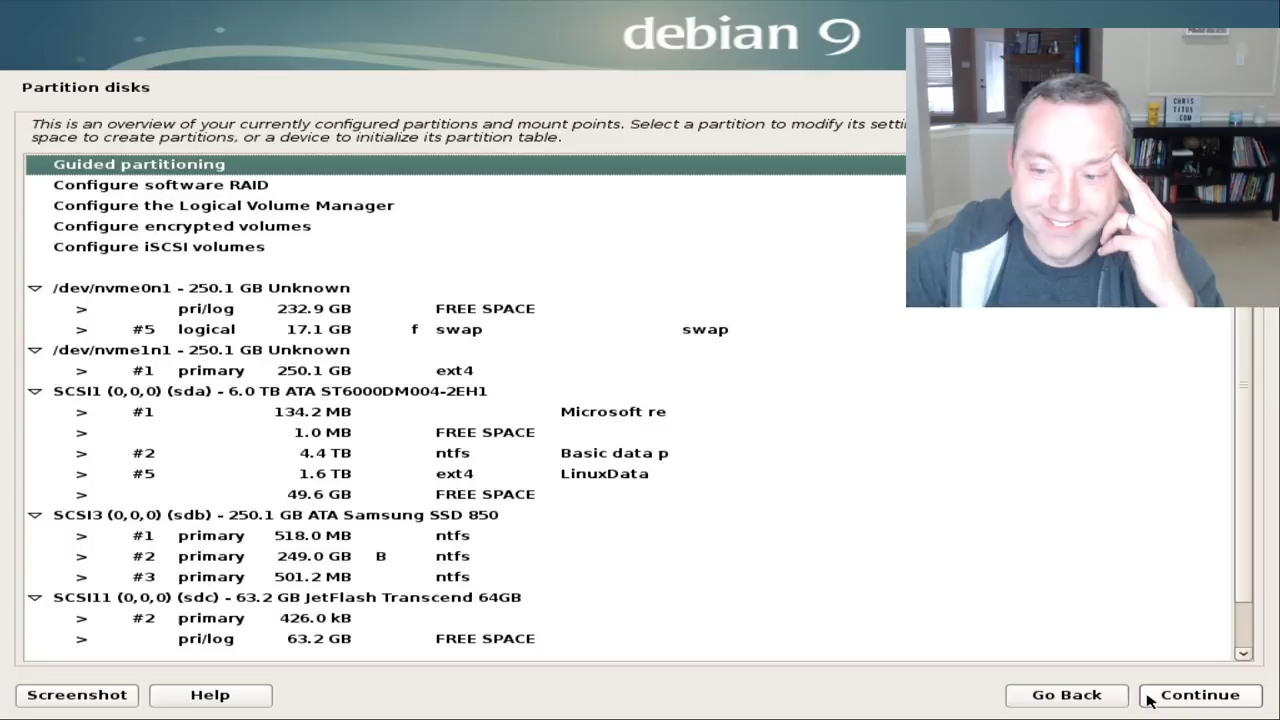 debian 9
Partition disks
This is an overview of your currently configured partitions and mount points. Select a partition to modify its setti
space to create partitions, or a device to initialize its partition table.
Guided partitioning
Configure software RAID
Configure the Logical Volume Manager
Configure encrypted volumes
Configure iSCSI volumes
/dev/nvme0n1 - 250.1 GB Unknown
> pri/log 232.9 GB FREE SPACE
> #5 logical 17.1 GB f swap swap
/dev/nvme1n1 - 250.1 GB Unknown
> #1 primary 250.1 GB ext4
SCSI1 (0,0,0) (sda) - 6.0 TB ATA ST6000DM004-2EH1
> #1 134.2 MB Microsoft re
> 1.0 MB FREE SPACE
> #2 4.4 TB ntfs Basic data p
> #5 1.6 TB ext4 LinuxData
> 49.6 GB FREE SPACE
SCSI3 (0,0,0) (sdb) - 250.1 GB ATA Samsung SSD 850
> #1 primary 518.0 MB ntfs
> #2 primary 249.0 GB B ntfs
> #3 primary 501.2 MB ntfs
SCSI11 (0,0,0) (sdc) - 63.2 GB JetFlash Transcend 64GB
> #2 primary 426.0 kB
> pri/log 63.2 GB FREE SPACE
Screenshot Help Go Back Continue
CHRIS
TITUS
COM